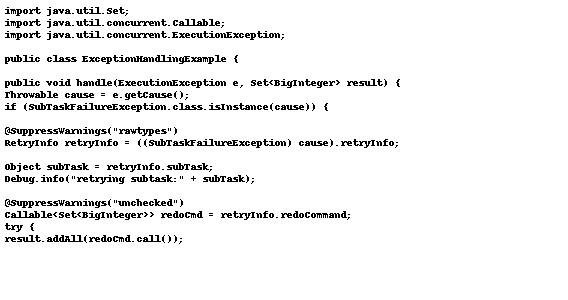 import java.util.Set;
import java.util.concurrent.Callable;
import java.util.concurrent.ExecutionException;
public class ExceptionHandlingExample {
public void handle(ExecutionException e, Set<BigInteger> result) {
Throwable cause = e.getCause();
if (SubTaskFailureException.class.isInstance(cause)) {
@SuppressWarnings("rawtypes")
RetryInfo retryInfo = ((SubTaskFailureException) cause).retryInfo;
Object subTask = retryInfo.subTask;
Debug.info("retrying subtask:" + subTask);
@SuppressWarnings("unchecked")
Callable<Set<BigInteger>> redoCmd = retryInfo.redoCommand;
try {
result.addAll(redoCmd.call());